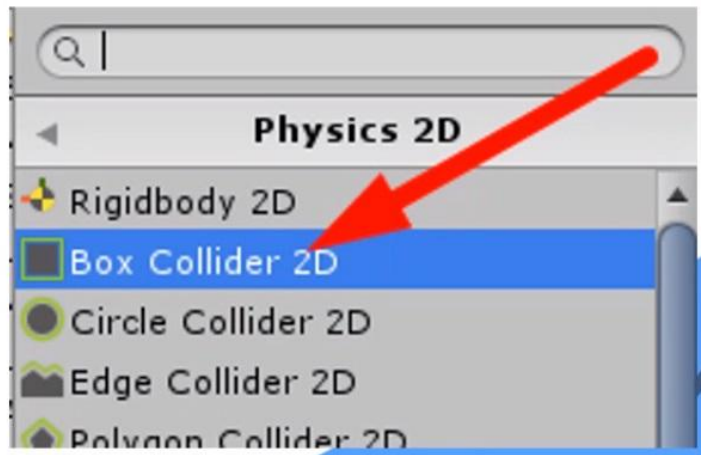 Physics 2D
Rigidbody 2D
Box Collider 2D
Circle Collider 2D
Edge Collider 2D
Polygon Collider 2D